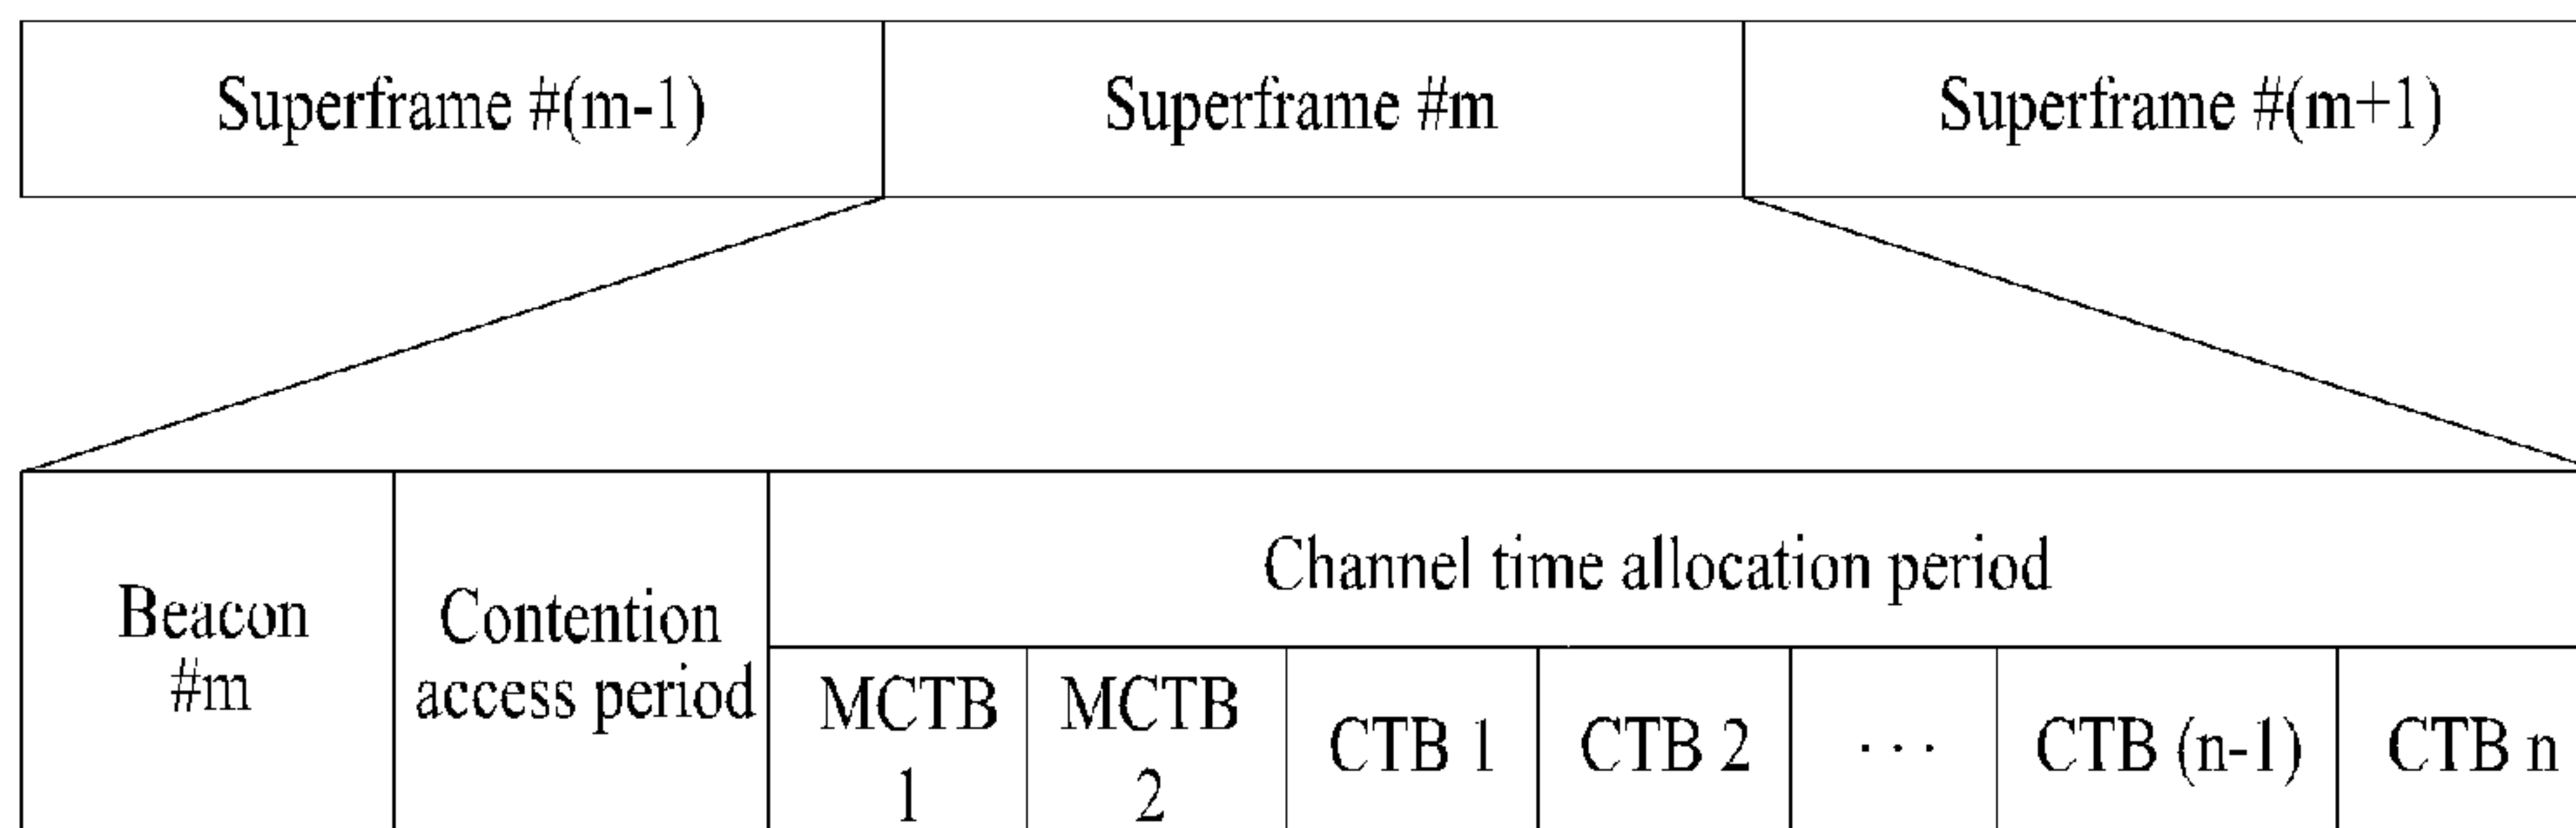 Superframe #(m-1) Superframe #m Superframe #(m+1)
Channel time allocation period
Beacon
#m
Contention
access period
MCTB
1
MCTB
2
CTB 1
CTB 2
...
CTB (n-1)
CTB n